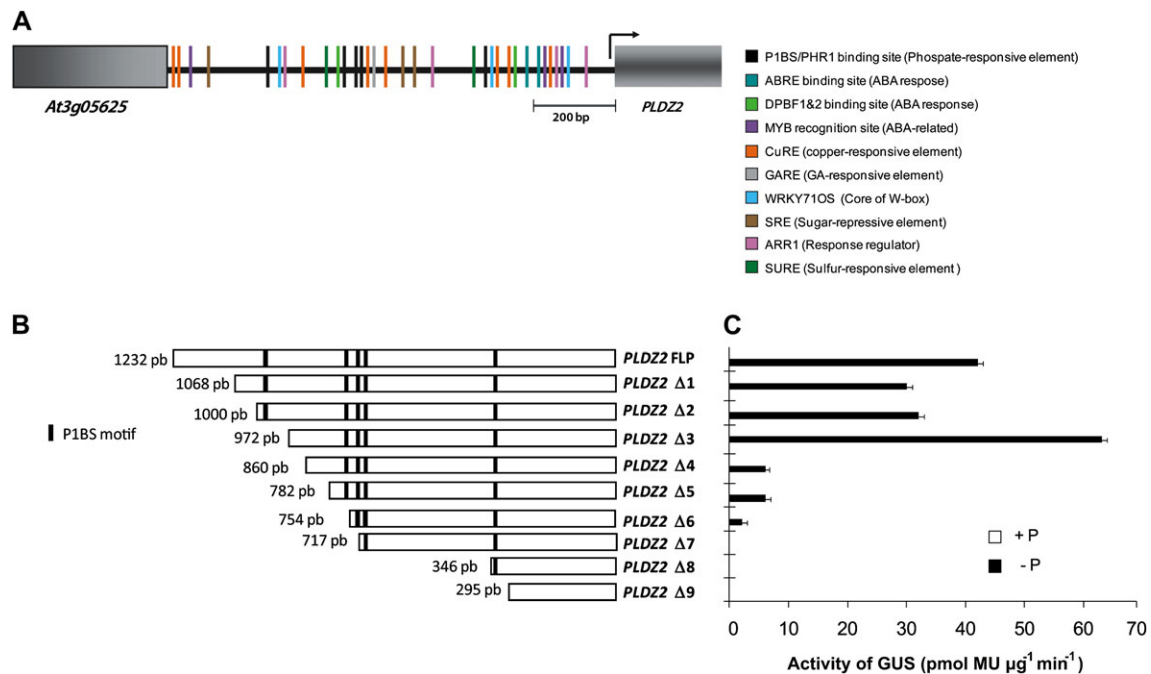 A
At3g05625
200 bp
PLDZ2
P1BS/PHR1 binding site (Phospate-responsive element)
ABRE binding site (ABA respose)
DPBF1&2 binding site (ABA response)
MYB recognition site (ABA-related)
CuRE (copper-responsive element)
GARE (GA-responsive element)
WRKY71OS (Core of W-box)
SRE (Sugar-repressive element)
ARR1 (Response regulator)
SURE (Sulfur-responsive element )
B
P1BS motif
1232 pb
PLDZ2 FLP
1068 pb
PLDZ2 Δ1
1000 pb
PLDZ2 Δ2
972 pb
PLDZ2 Δ3
860 pb
PLDZ2 Δ4
782 pb
PLDZ2 Δ5
754 pb
PLDZ2 Δ6
717 pb
PLDZ2 Δ7
346 pb
PLDZ2 Δ8
295 pb
PLDZ2 Δ9
C
+ P
- P
0 10 20 30 40 50 60 70
Activity of GUS (pmol MU µg⁻¹ min⁻¹)